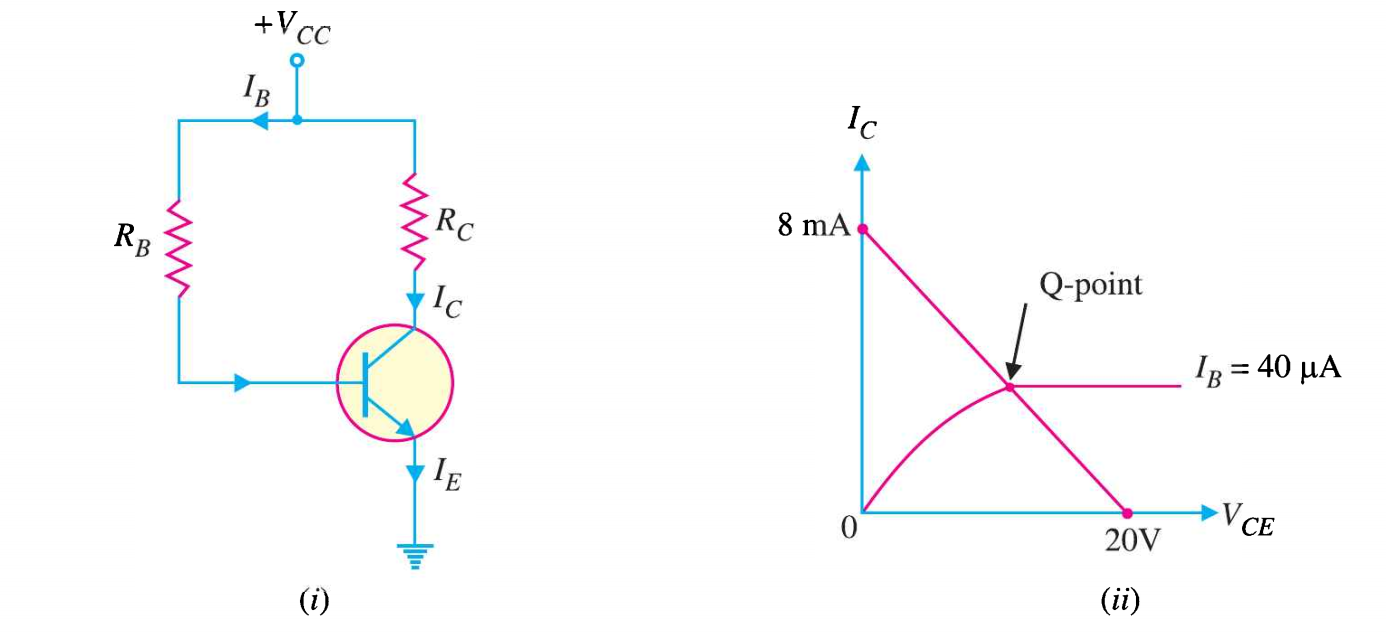 +V_CC
I_B
R_B
R_C
I_C
I_E
(i)
I_C
8 mA
Q-point
I_B = 40 µA
0
20V
V_CE
(ii)